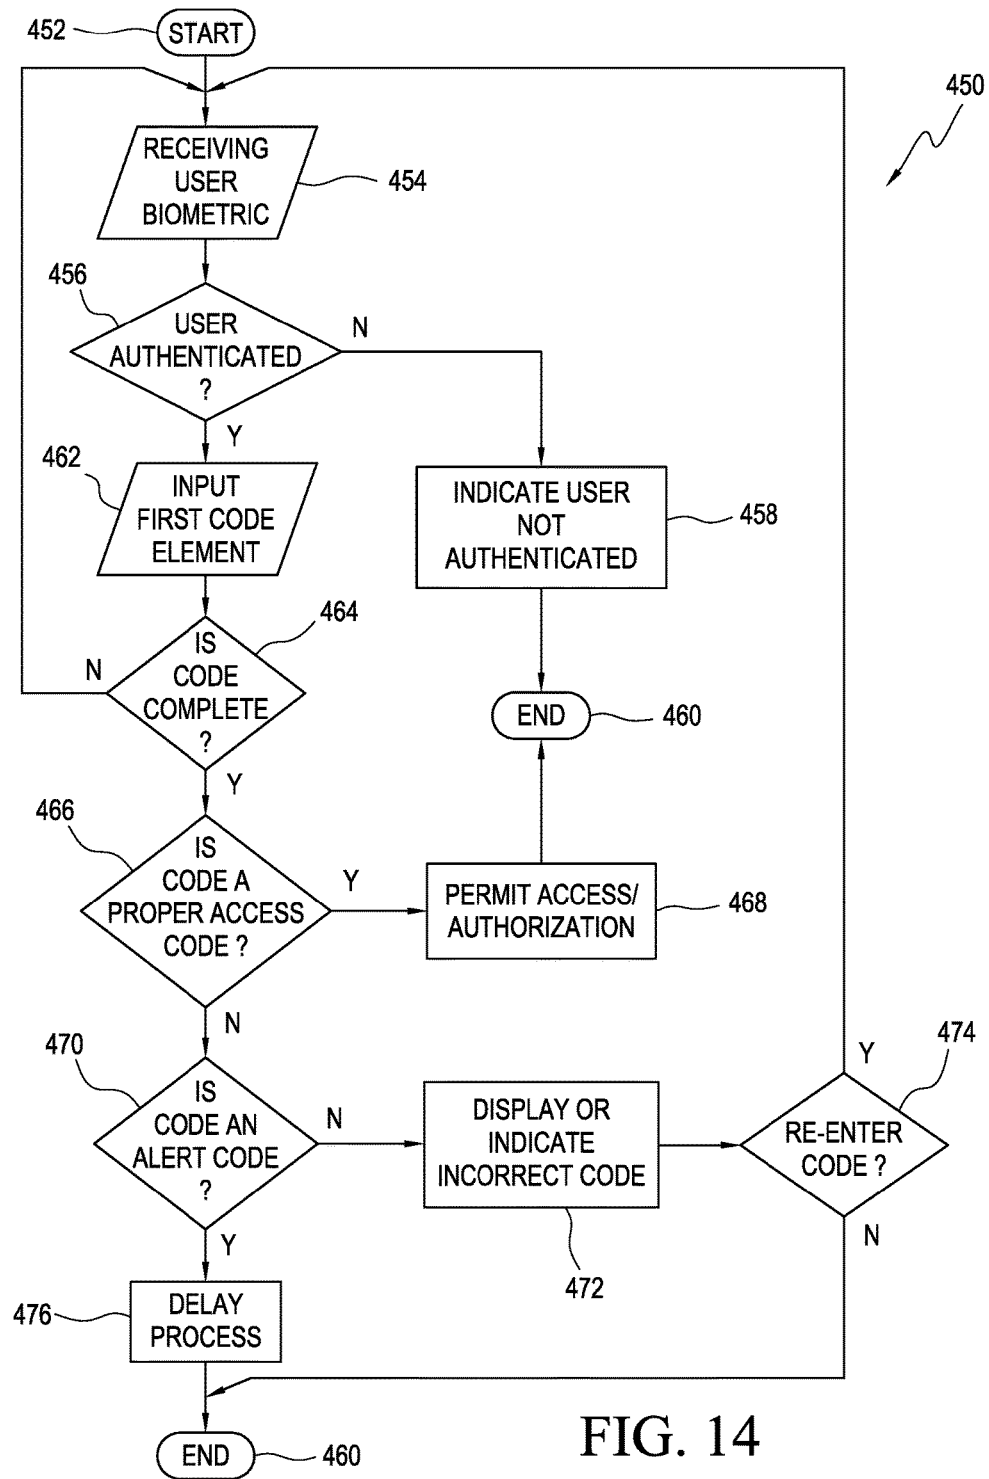 452
START
450
RECEIVING
USER
BIOMETRIC
454
456
USER
AUTHENTICATED
?
N
Y
462
INPUT
FIRST CODE
ELEMENT
INDICATE USER
NOT
AUTHENTICATED
458
464
IS
CODE
COMPLETE
?
N
Y
END
460
466
IS
CODE A
PROPER ACCESS
CODE ?
Y
N
PERMIT ACCESS/
AUTHORIZATION
468
470
IS
CODE AN
ALERT CODE
?
N
Y
DISPLAY OR
INDICATE
INCORRECT CODE
472
Y
474
RE-ENTER
CODE ?
N
476
DELAY
PROCESS
END
460
FIG. 14